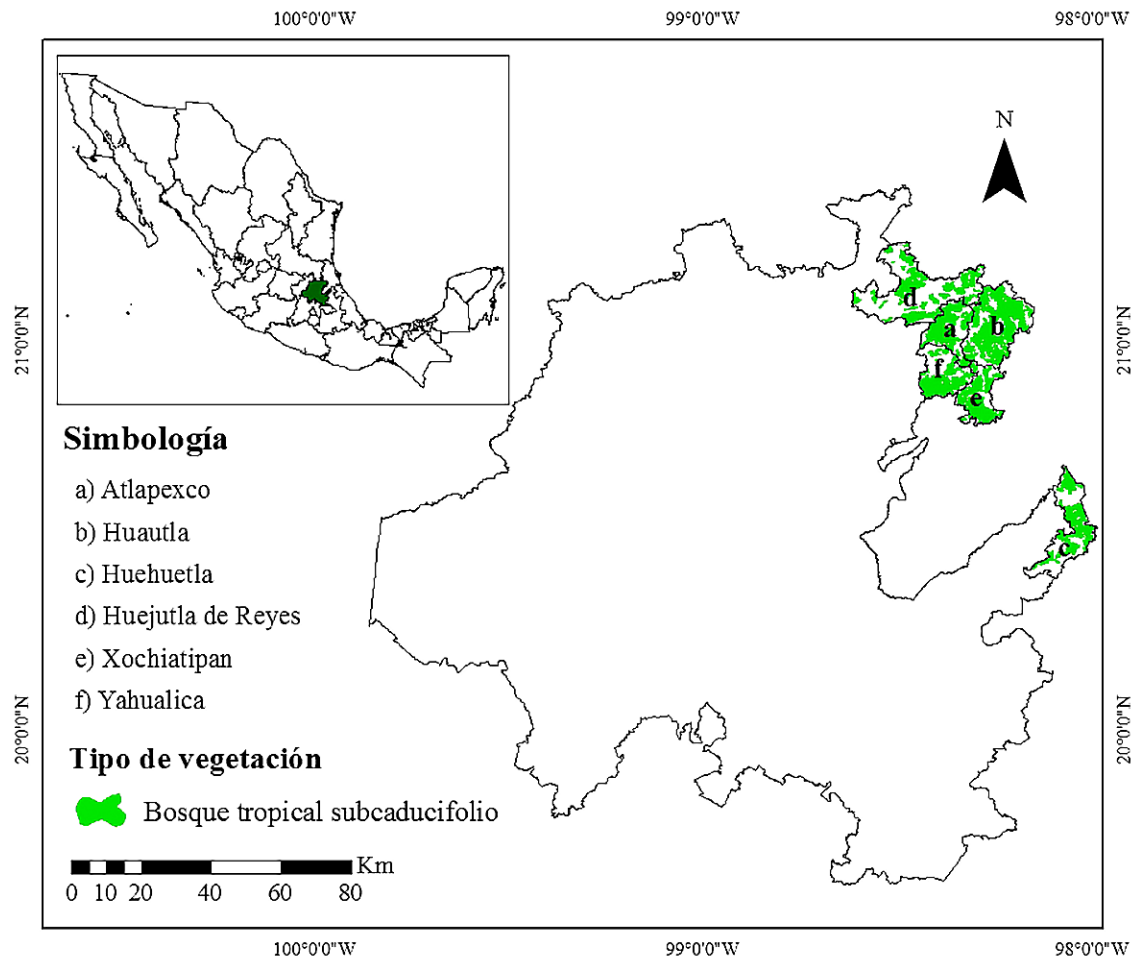 100°0'0"W 99°0'0"W 98°0'0"W
N
21°0'0"N
21°0'0"N
d
a
b
f
e
c
Simbología
a) Atlapexco
b) Huautla
c) Huehuetla
d) Huejutla de Reyes
e) Xochiatipan
f) Yahualica
20°0'0"N
20°0'0"N
Tipo de vegetación
Bosque tropical subcaducifolio
Km
0 10 20 40 60 80
100°0'0"W 99°0'0"W 98°0'0"W